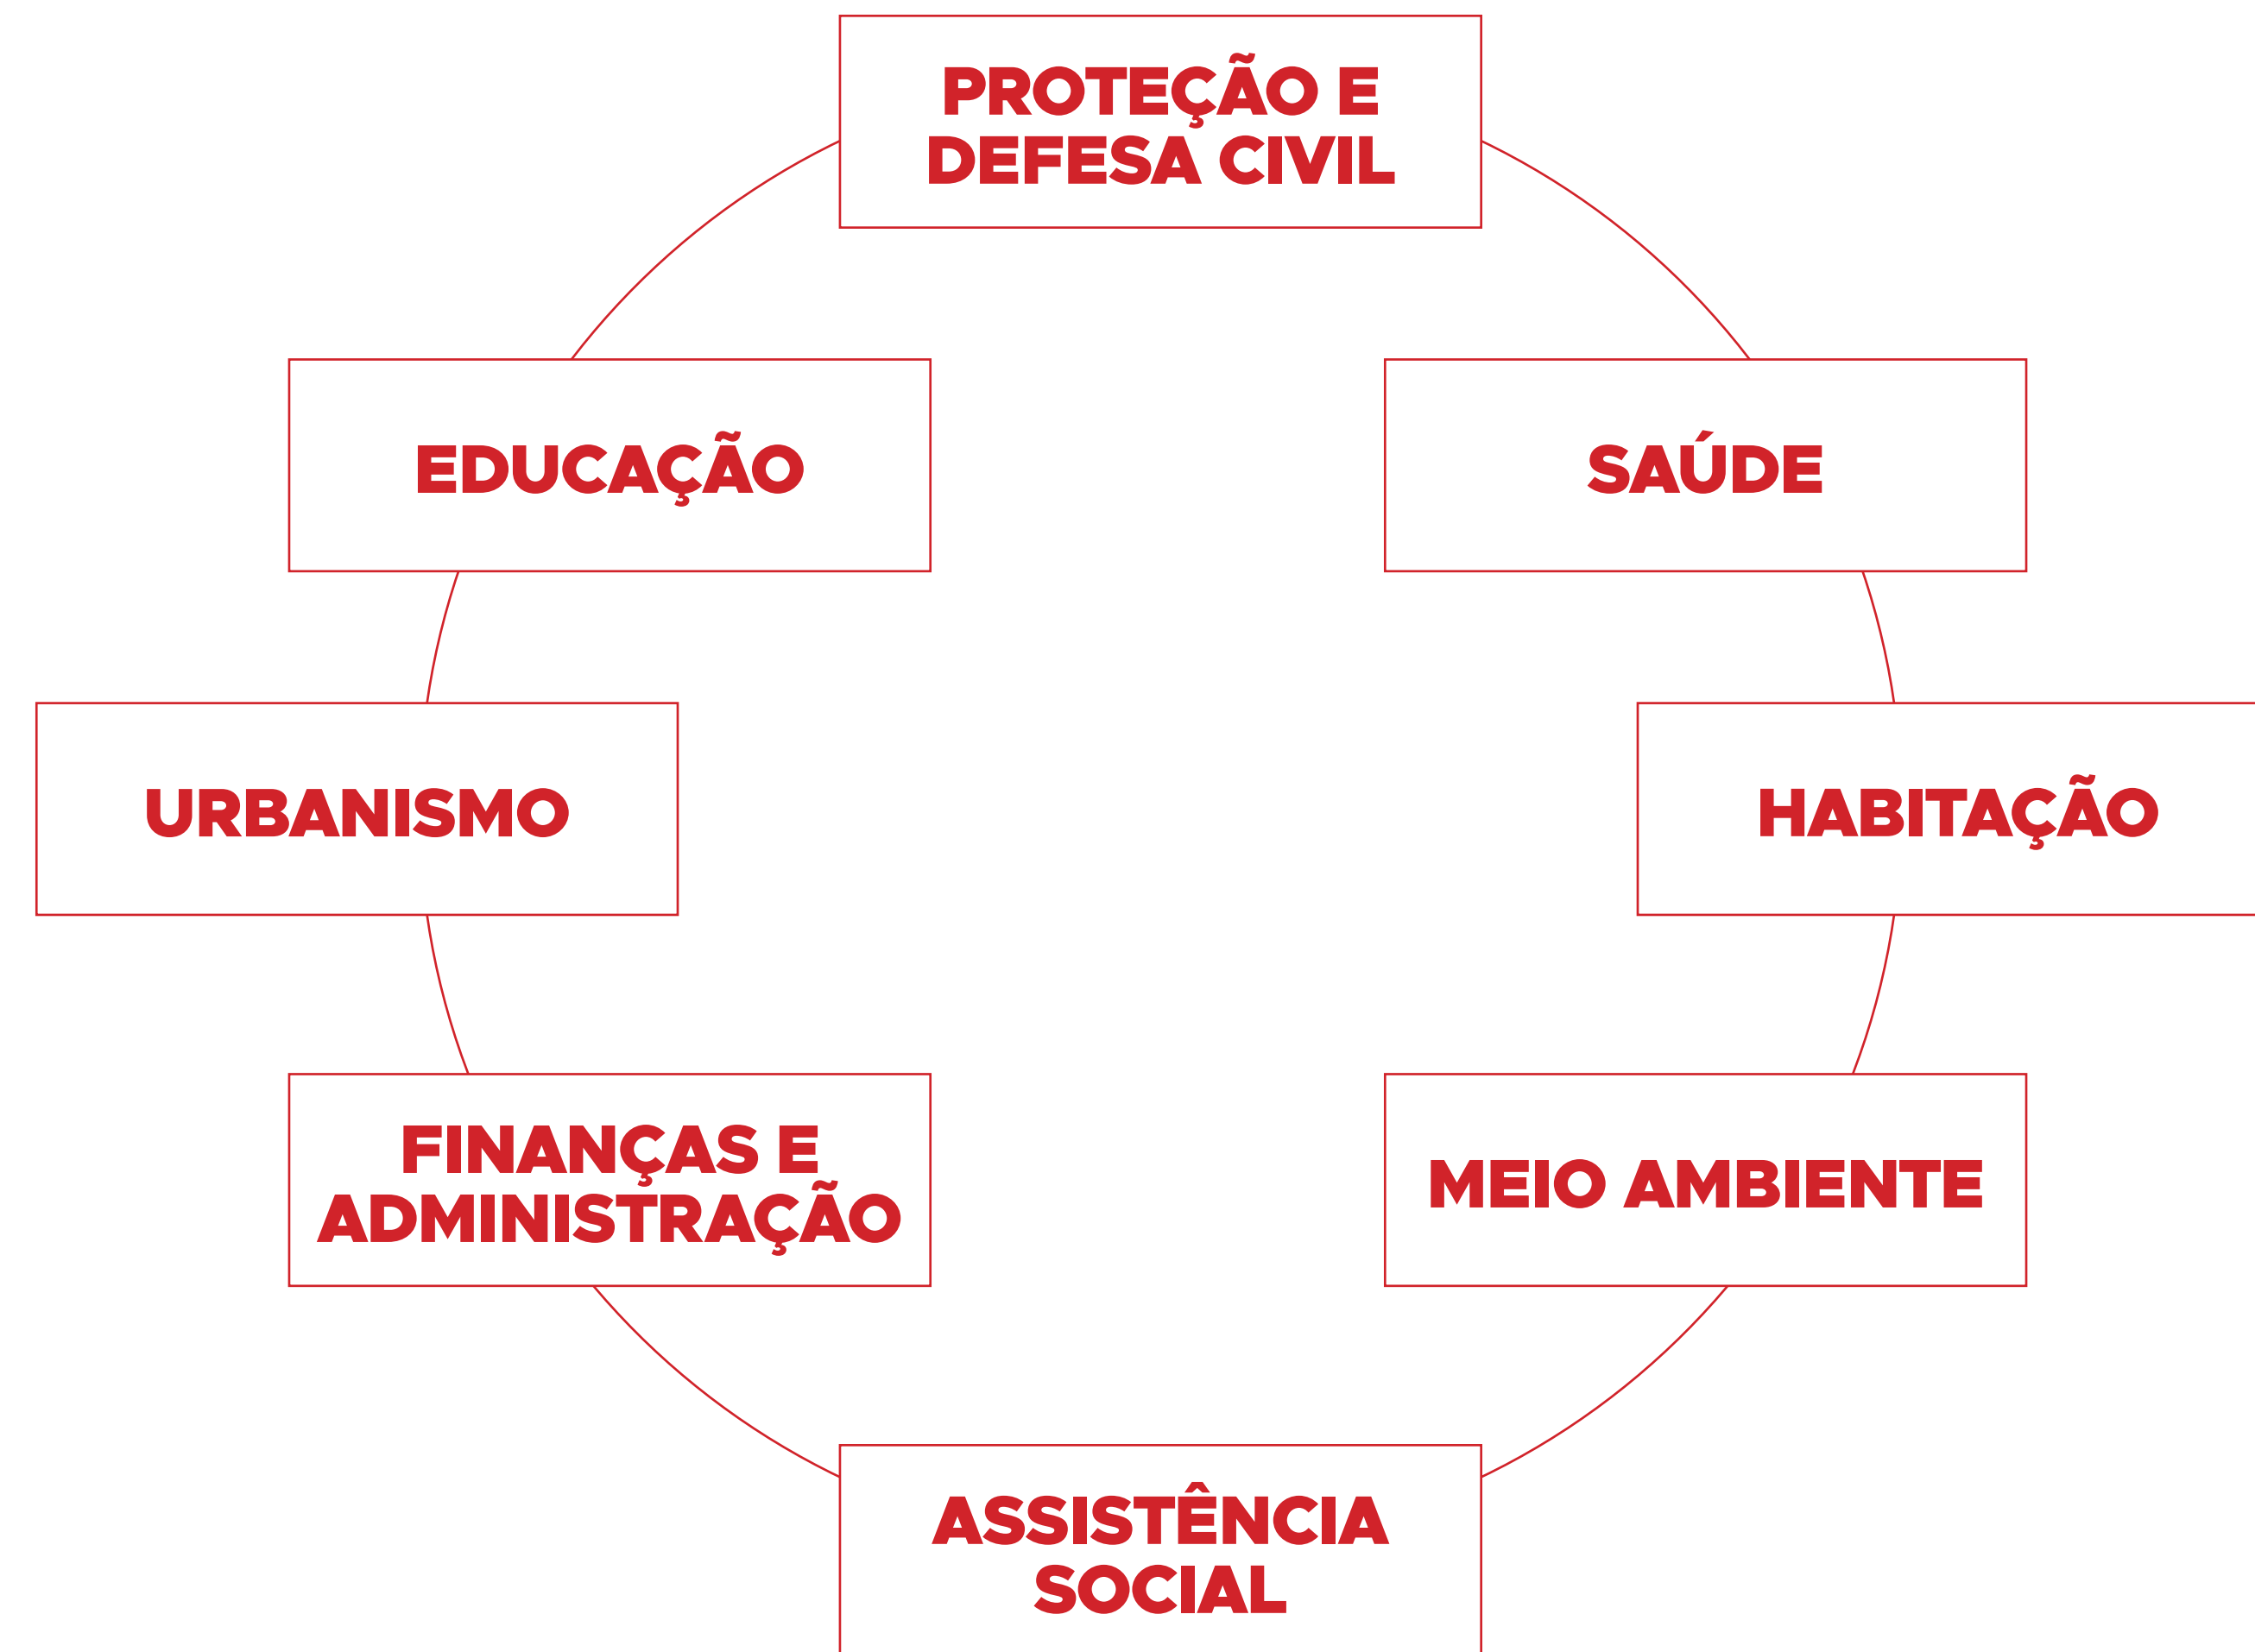 PROTEÇÃO E
DEFESA CIVIL
EDUCAÇÃO
SAÚDE
URBANISMO
HABITAÇÃO
FINANÇAS E
ADMINISTRAÇÃO
MEIO AMBIENTE
ASSISTÊNCIA
SOCIAL